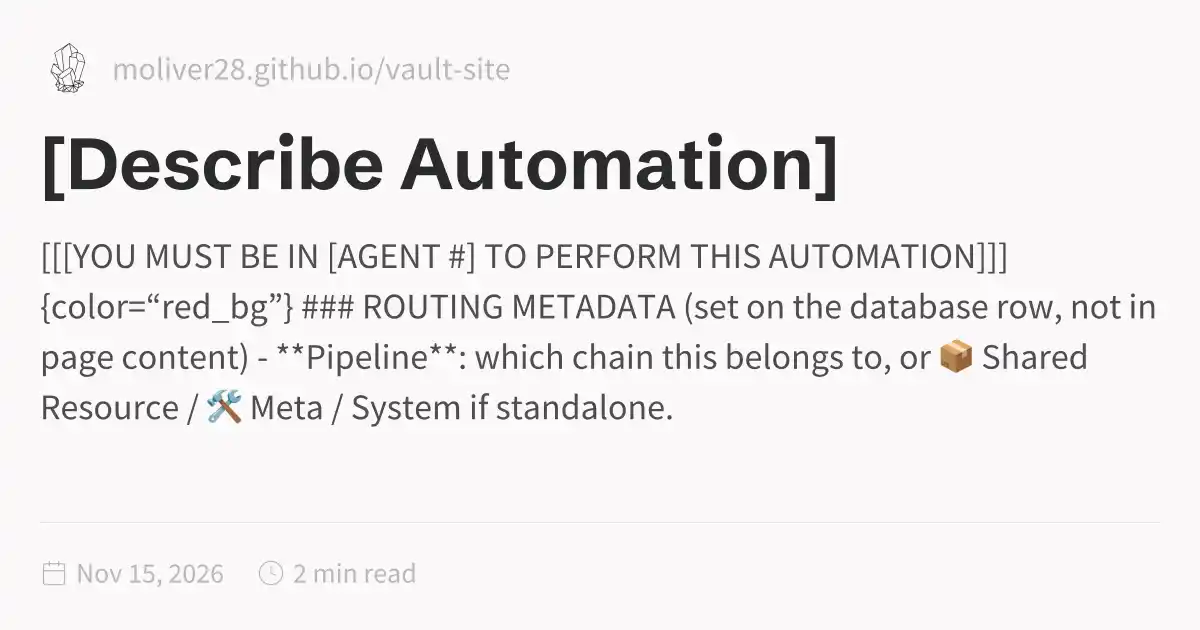 moliver28.github.io/vault-site
[Describe Automation]
[[[YOU MUST BE IN [AGENT #] TO PERFORM THIS AUTOMATION]]]
{color=“red_bg”} ### ROUTING METADATA (set on the database row, not in
page content) - **Pipeline**: which chain this belongs to, or 📦 Shared
Resource / 🛠️ Meta / System if standalone.
Nov 15, 2026 2 min read